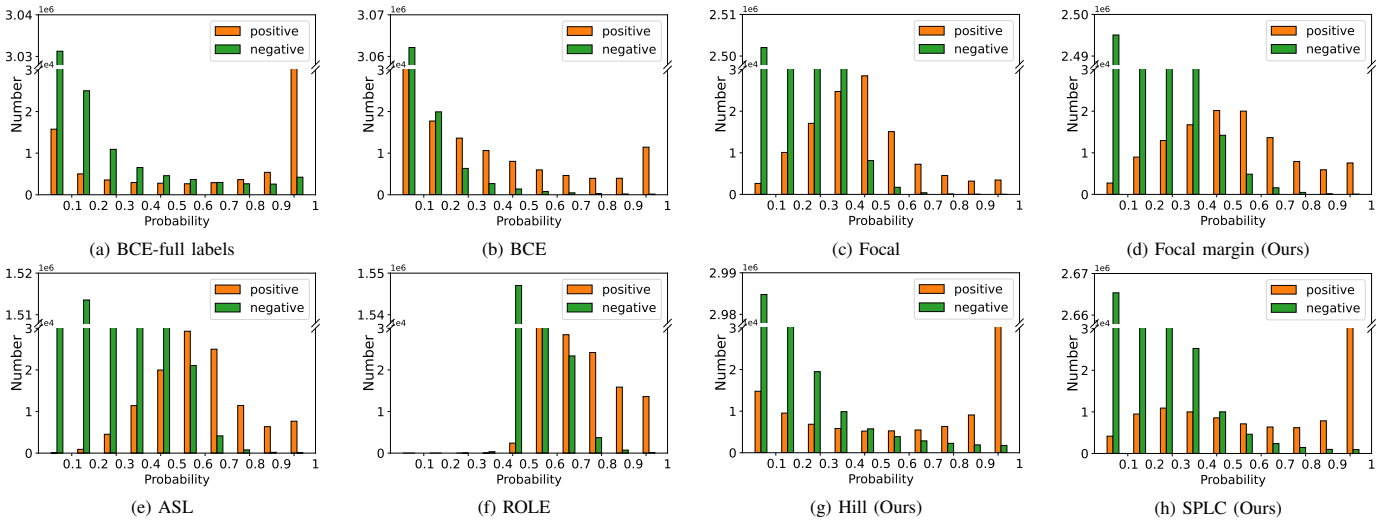 1e6
3.04
3.03
3
1e4
2
1
0
Number
positive
negative
0.1 0.2 0.3 0.4 0.5 0.6 0.7 0.8 0.9 1
Probability
(a) BCE-full labels
1e6
3.07
3.06
3
1e4
2
1
0
Number
positive
negative
0.1 0.2 0.3 0.4 0.5 0.6 0.7 0.8 0.9 1
Probability
(b) BCE
1e6
2.51
2.50
3
1e4
2
1
0
Number
positive
negative
0.1 0.2 0.3 0.4 0.5 0.6 0.7 0.8 0.9 1
Probability
(c) Focal
1e6
2.50
2.49
3
1e4
2
1
0
Number
positive
negative
0.1 0.2 0.3 0.4 0.5 0.6 0.7 0.8 0.9 1
Probability
(d) Focal margin (Ours)
1e6
1.52
1.51
3
1e4
2
1
0
Number
positive
negative
0.1 0.2 0.3 0.4 0.5 0.6 0.7 0.8 0.9 1
Probability
(e) ASL
1e6
1.55
1.54
3
1e4
2
1
0
Number
positive
negative
0.1 0.2 0.3 0.4 0.5 0.6 0.7 0.8 0.9 1
Probability
(f) ROLE
1e6
2.99
2.98
3
1e4
2
1
0
Number
positive
negative
0.1 0.2 0.3 0.4 0.5 0.6 0.7 0.8 0.9 1
Probability
(g) Hill (Ours)
1e6
2.67
2.66
3
1e4
2
1
0
Number
positive
negative
0.1 0.2 0.3 0.4 0.5 0.6 0.7 0.8 0.9 1
Probability
(h) SPLC (Ours)